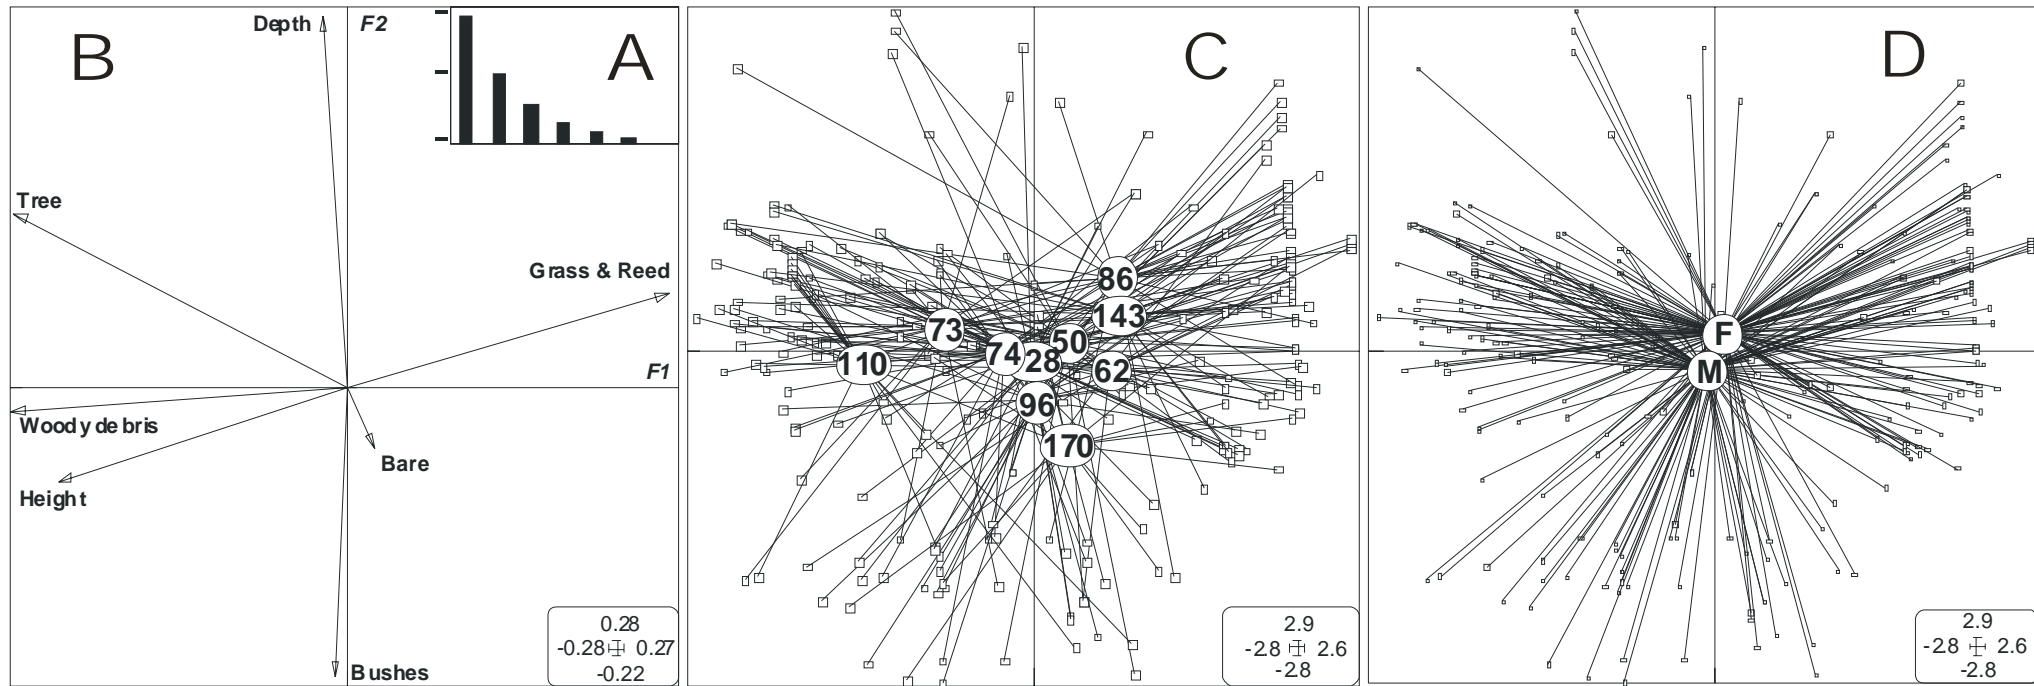 B
Depth
F2
A
Tree
Grass & Reed
F1
Woody debris
Height
Bare
Bushes
0.28
-0.28 0.27
-0.22
C
86
143
73
50
74
28
110
62
96
170
2.9
-2.8 2.6
-2.8
D
F
M
2.9
-2.8 2.6
-2.8